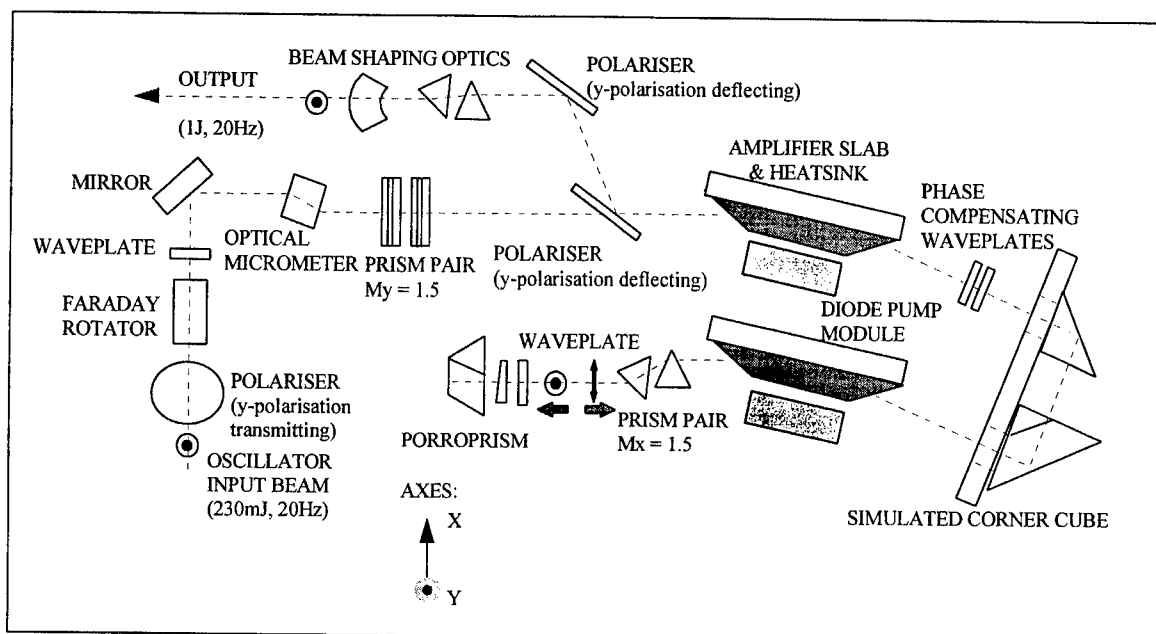 BEAM SHAPING OPTICS
POLARISER
(y-polarisation deflecting)
OUTPUT
(1J, 20Hz)
AMPLIFIER SLAB
& HEATSINK
MIRROR
PHASE
COMPENSATING
WAVEPLATES
WAVEPLATE
OPTICAL
MICROMETER
PRISM PAIR
My = 1.5
POLARISER
(y-polarisation deflecting)
FARADAY
ROTATOR
DIODE PUMP
MODULE
WAVEPLATE
POLARISER
(y-polarisation
transmitting)
PORROPRISM
PRISM PAIR
Mx = 1.5
OSCILLATOR
INPUT BEAM
(230mJ, 20Hz)
AXES:
X
Y
SIMULATED CORNER CUBE